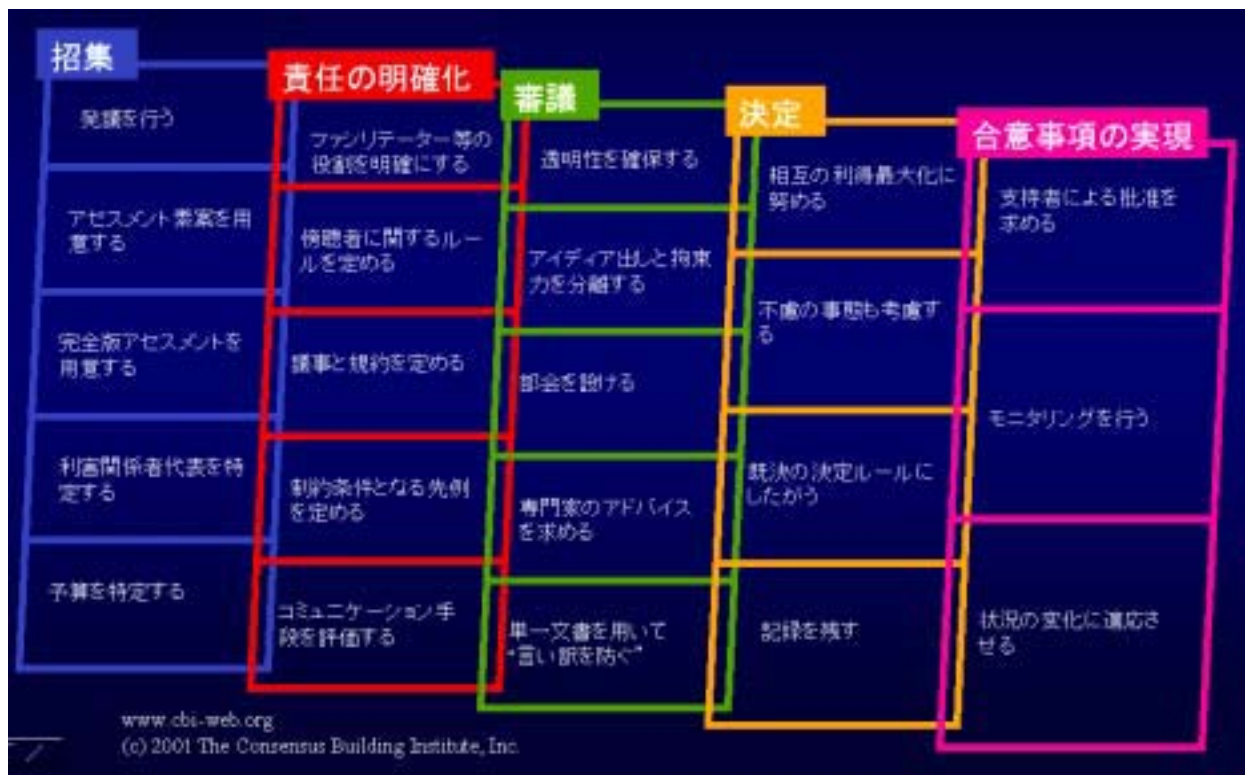 招集
発議を行う
アセスメント素案を用
意する
完全版アセスメントを
用意する
利害関係者代表を特
定する
予算を特定する
責任の明確化
ファシリテーター等の
役割を明確にする
傍聴者に関するルー
ルを定める
議事と規約を定める
制約条件となる先例
を定める
コミュニケーション手
段を評価する
審議
透明性を確保する
アイディア出しと拘束
力を分離する
部会を設ける
専門家のアドバイス
を求める
単一文書を用いて
“言い訳を防ぐ”
決定
相互の利得最大化に
努める
不慮の事態も考慮す
る
既決の決定ルールに
したがう
記録を残す
合意事項の実現
支持者による批准を
求める
モニタリングを行う
状況の変化に適応さ
せる
www.cbi-web.org
(c) 2001 The Consensus Building Institute, Inc.